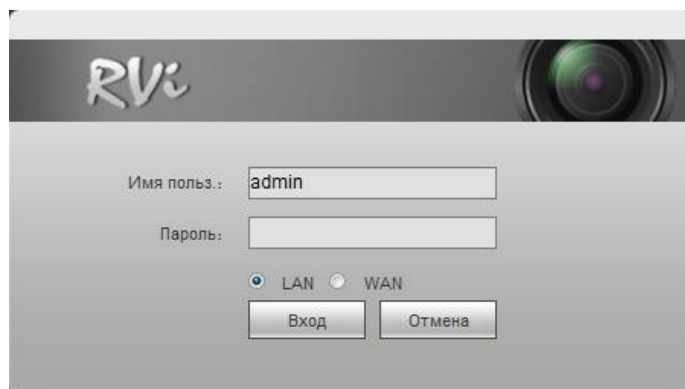 RVi
Имя польз.: admin
Пароль:
LAN WAN
Вход Отмена